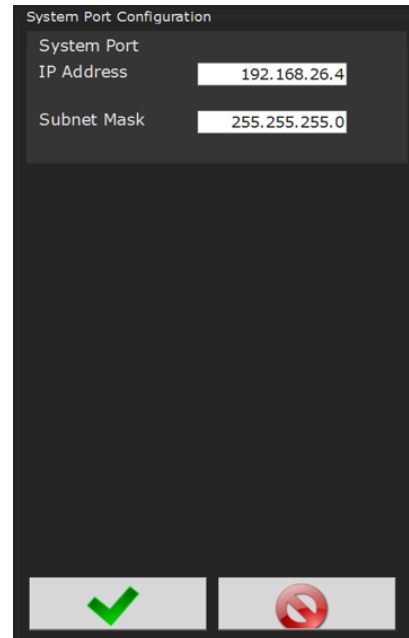 System Port Configuration
System Port
IP Address 192.168.26.4
Subnet Mask 255.255.255.0